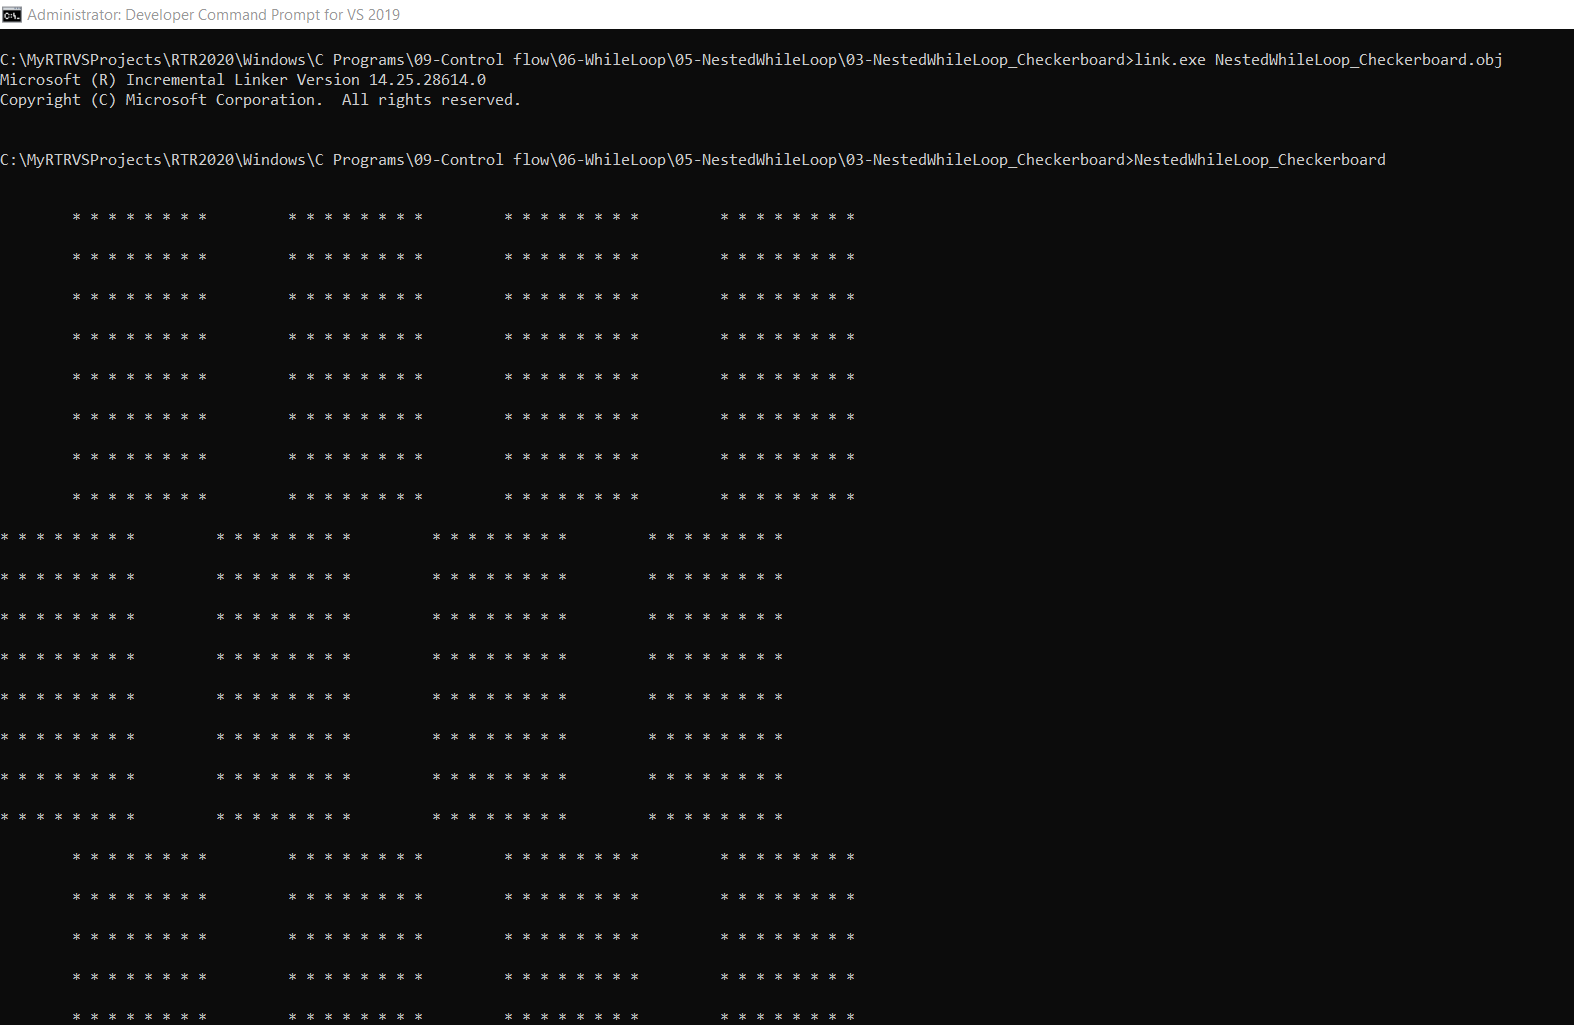 Administrator: Developer Command Prompt for VS 2019
C:\MyRTRVSProjects\RTR2020\Windows\C Programs\09-Control flow\06-WhileLoop\05-NestedWhileLoop\03-NestedWhileLoop_Checkerboard>link.exe NestedWhileLoop_Checkerboard.obj
Microsoft (R) Incremental Linker Version 14.25.28614.0
Copyright (C) Microsoft Corporation.  All rights reserved.
C:\MyRTRVSProjects\RTR2020\Windows\C Programs\09-Control flow\06-WhileLoop\05-NestedWhileLoop\03-NestedWhileLoop_Checkerboard>NestedWhileLoop_Checkerboard
        * * * * * * * *         * * * * * * * *         * * * * * * * *         * * * * * * * *
        * * * * * * * *         * * * * * * * *         * * * * * * * *         * * * * * * * *
        * * * * * * * *         * * * * * * * *         * * * * * * * *         * * * * * * * *
        * * * * * * * *         * * * * * * * *         * * * * * * * *         * * * * * * * *
        * * * * * * * *         * * * * * * * *         * * * * * * * *         * * * * * * * *
        * * * * * * * *         * * * * * * * *         * * * * * * * *         * * * * * * * *
        * * * * * * * *         * * * * * * * *         * * * * * * * *         * * * * * * * *
        * * * * * * * *         * * * * * * * *         * * * * * * * *         * * * * * * * *
* * * * * * * *         * * * * * * * *         * * * * * * * *         * * * * * * * *
* * * * * * * *         * * * * * * * *         * * * * * * * *         * * * * * * * *
* * * * * * * *         * * * * * * * *         * * * * * * * *         * * * * * * * *
* * * * * * * *         * * * * * * * *         * * * * * * * *         * * * * * * * *
* * * * * * * *         * * * * * * * *         * * * * * * * *         * * * * * * * *
* * * * * * * *         * * * * * * * *         * * * * * * * *         * * * * * * * *
* * * * * * * *         * * * * * * * *         * * * * * * * *         * * * * * * * *
* * * * * * * *         * * * * * * * *         * * * * * * * *         * * * * * * * *
        * * * * * * * *         * * * * * * * *         * * * * * * * *         * * * * * * * *
        * * * * * * * *         * * * * * * * *         * * * * * * * *         * * * * * * * *
        * * * * * * * *         * * * * * * * *         * * * * * * * *         * * * * * * * *
        * * * * * * * *         * * * * * * * *         * * * * * * * *         * * * * * * * *
        * * * * * * * *         * * * * * * * *         * * * * * * * *         * * * * * * * *